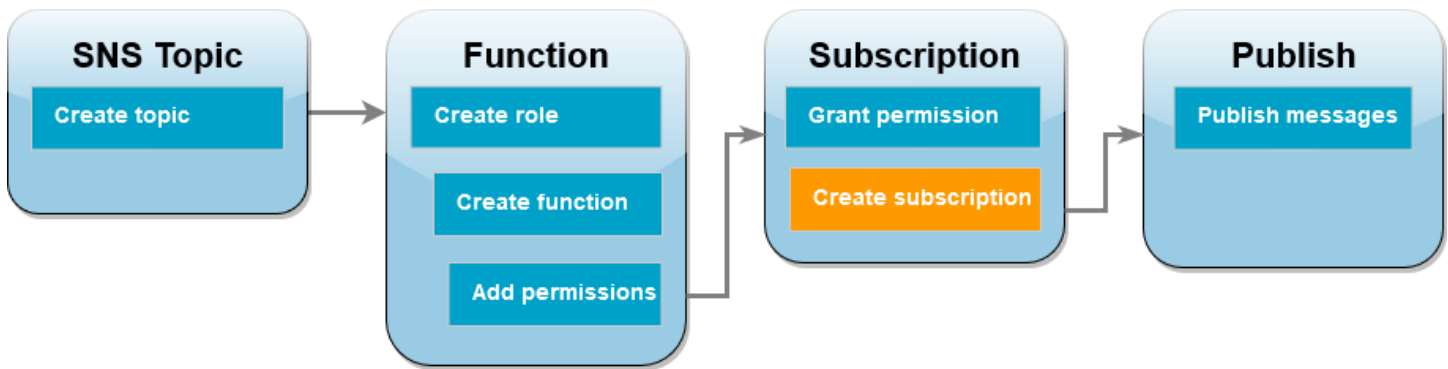 SNS Topic
Create topic
Function
Create role
Create function
Add permissions
Subscription
Grant permission
Create subscription
Publish
Publish messages